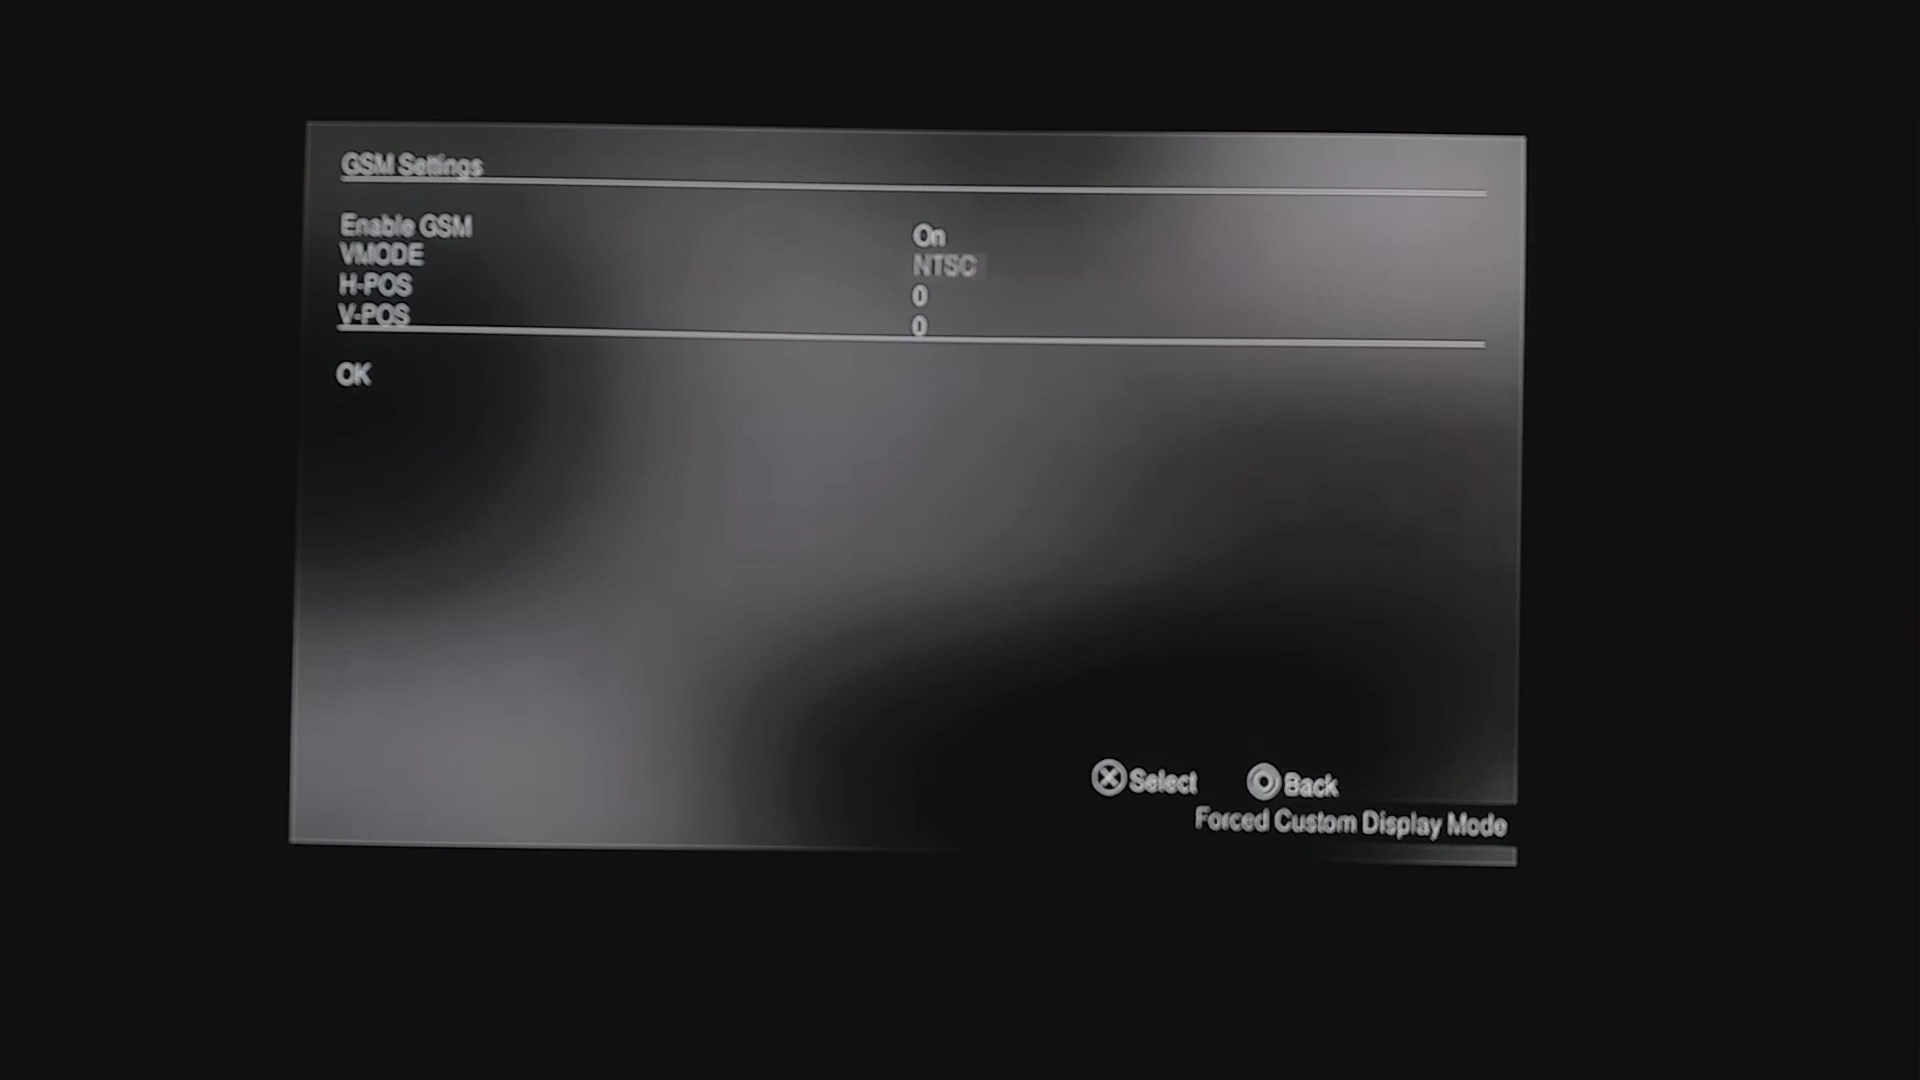 GSM Settings
Enable GSM On
VMODE NTSC
H-POS 0
V-POS 0
OK
Select Back
Forced Custom Display Mode